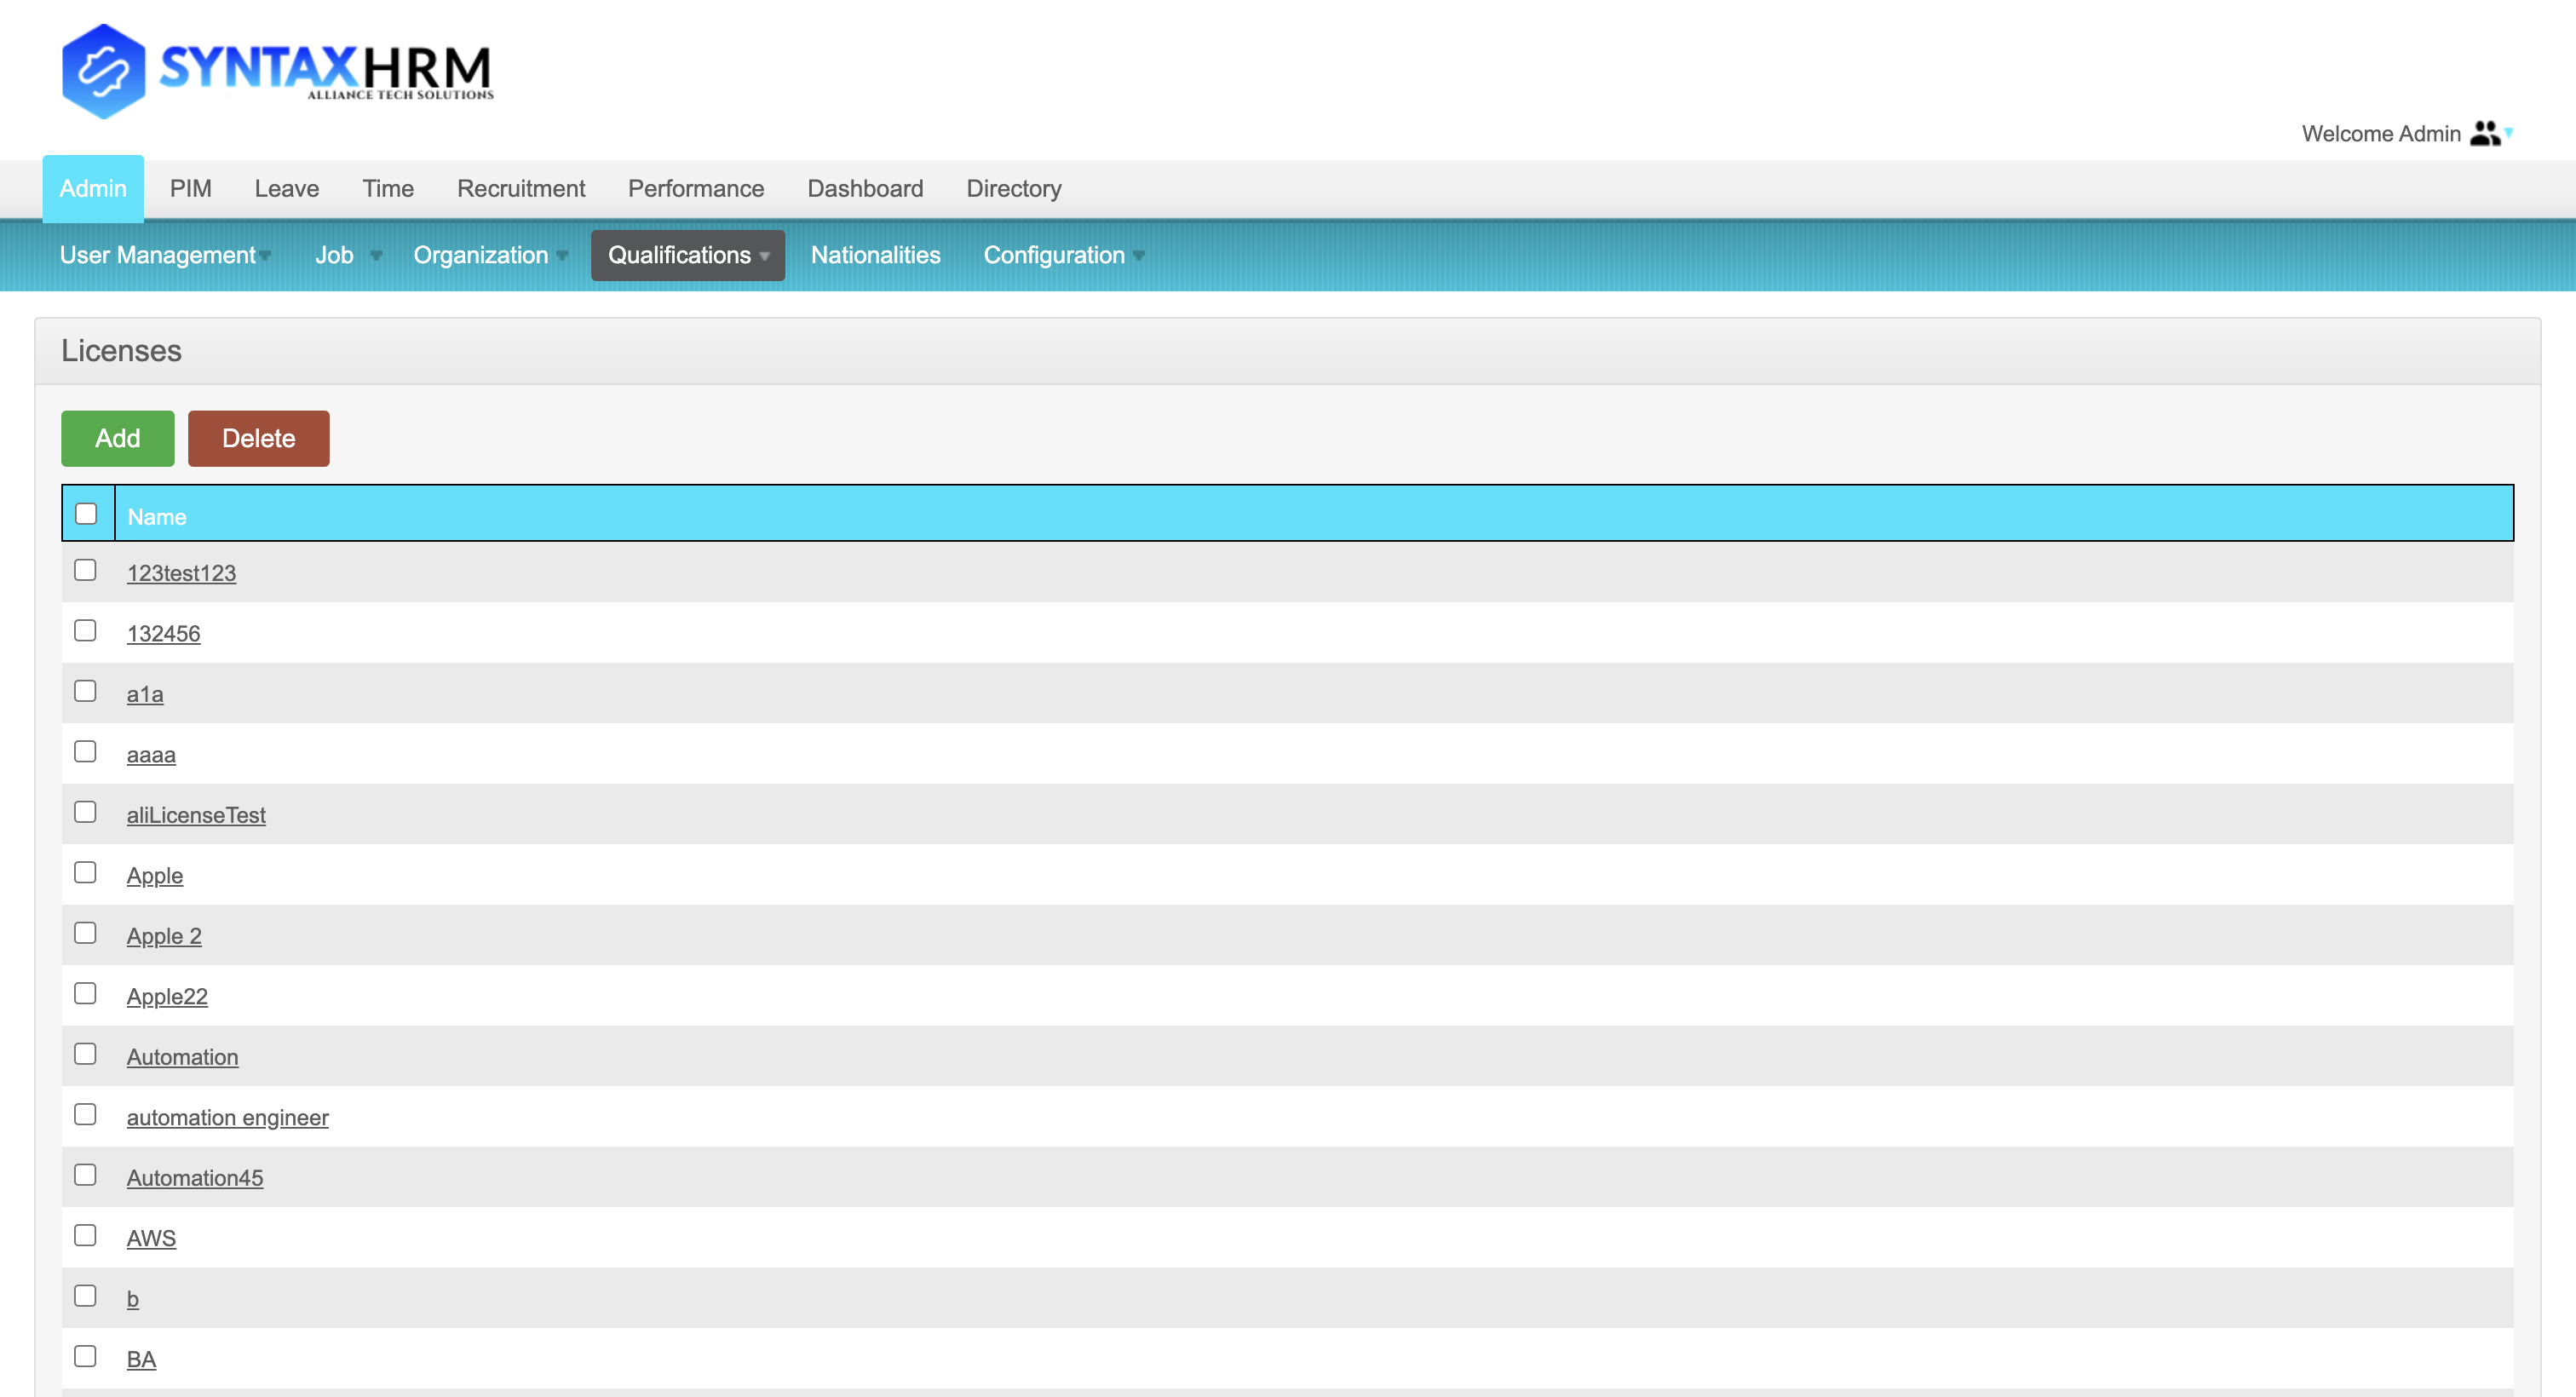 SYNTAXHRM
ALLIANCE TECH SOLUTIONS
Welcome Admin
Admin PIM Leave Time Recruitment Performance Dashboard Directory
User Management Job Organization Qualifications Nationalities Configuration
Licenses
Add Delete
Name
123test123
132456
a1a
aaaa
aliLicenseTest
Apple
Apple 2
Apple22
Automation
automation engineer
Automation45
AWS
b
BA